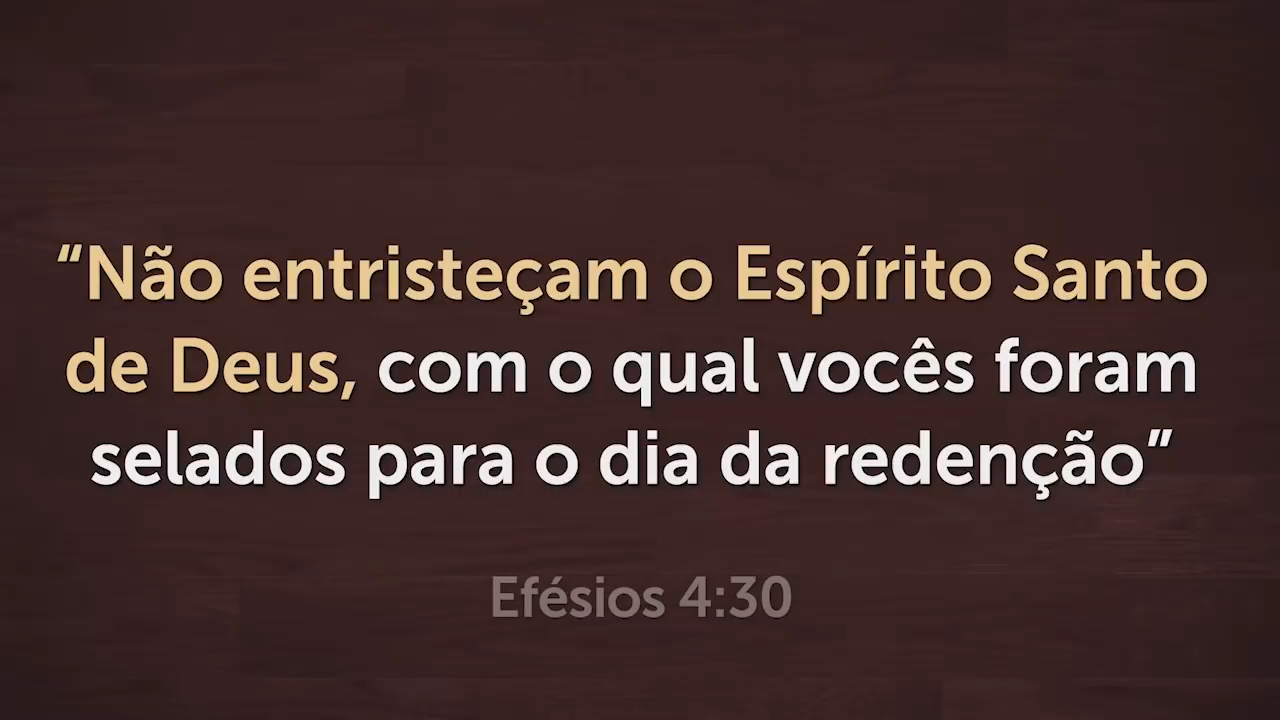 “Não entristeçam o Espírito Santo
de Deus, com o qual vocês foram
selados para o dia da redenção”
Efésios 4:30